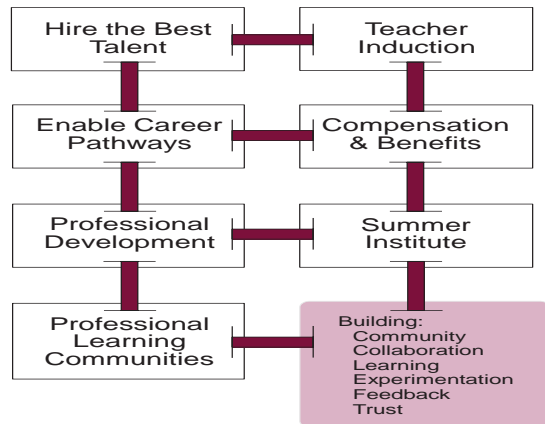 Hire the Best
Talent
Teacher
Induction
Enable Career
Pathways
Compensation
& Benefits
Professional
Development
Summer
Institute
Professional
Learning
Communities
Building:
Community
Collaboration
Learning
Experimentation
Feedback
Trust